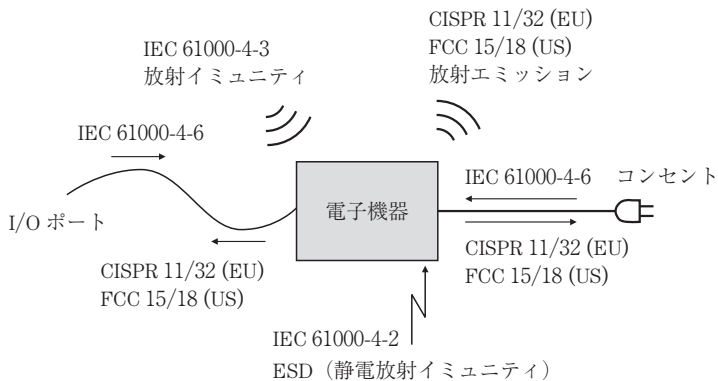 IEC 61000-4-3
放射イミュニティ
CISPR 11/32 (EU)
FCC 15/18 (US)
放射エミッション
IEC 61000-4-6
I/O ポート
電子機器
IEC 61000-4-6
コンセント
CISPR 11/32 (EU)
FCC 15/18 (US)
CISPR 11/32 (EU)
FCC 15/18 (US)
IEC 61000-4-2
ESD（静電放射イミュニティ）